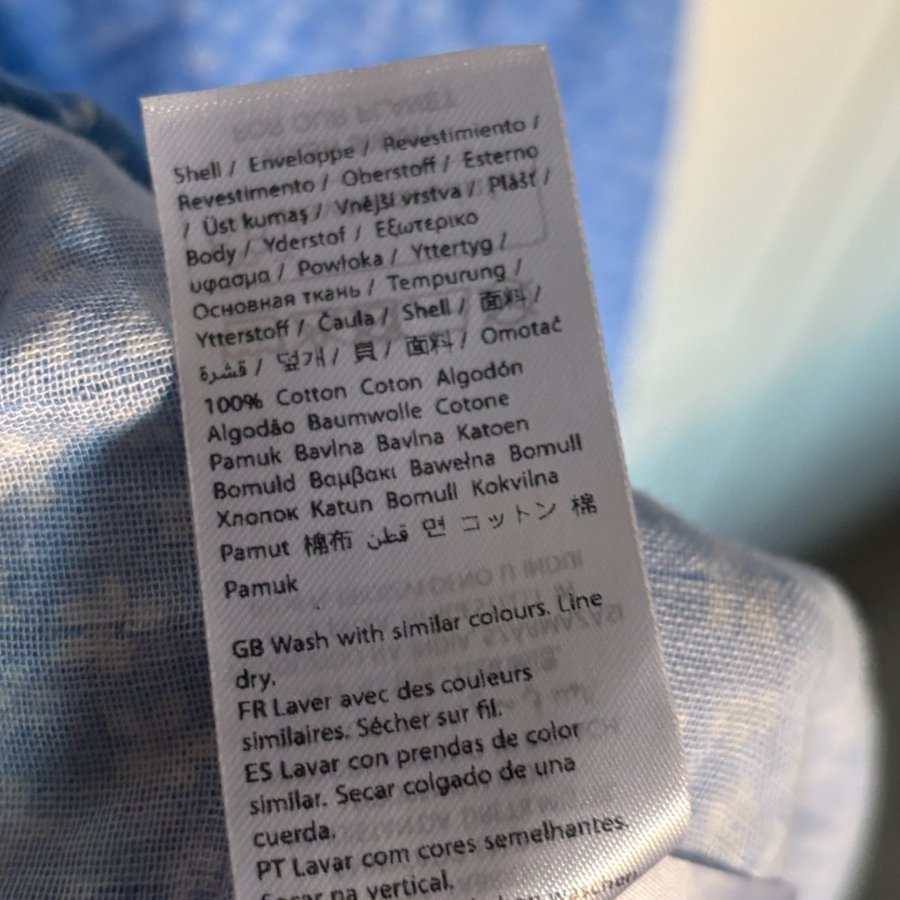 Shell / Enveloppe / Revestimiento /
Revestimento / Oberstoff / Esterno
/ Üst kumaş / Vnější vrstva / Plášť /
Body / Yderstof / Εξωτερικο
υφασμα / Powłoka / Yttertyg /
Основная ткань / Tempurung /
Ytterstoff / Čaula / Shell / 面料 /
قشرة / 덮개 / 貝 / 面料 / Omotač
100% Cotton Coton Algodón
Algodão Baumwolle Cotone
Pamuk Bavlna Bavlna Katoen
Bomuld Βαμβακι Bawełna Bomull
Хлопок Katun Bomull Kokvilna
Pamut 棉布 قطن 면 コットン 棉
Pamuk
GB Wash with similar colours. Line
dry.
FR Laver avec des couleurs
similaires. Sécher sur fil.
ES Lavar con prendas de color
similar. Secar colgado de una
cuerda.
PT Lavar com cores semelhantes.
Secar na vertical.